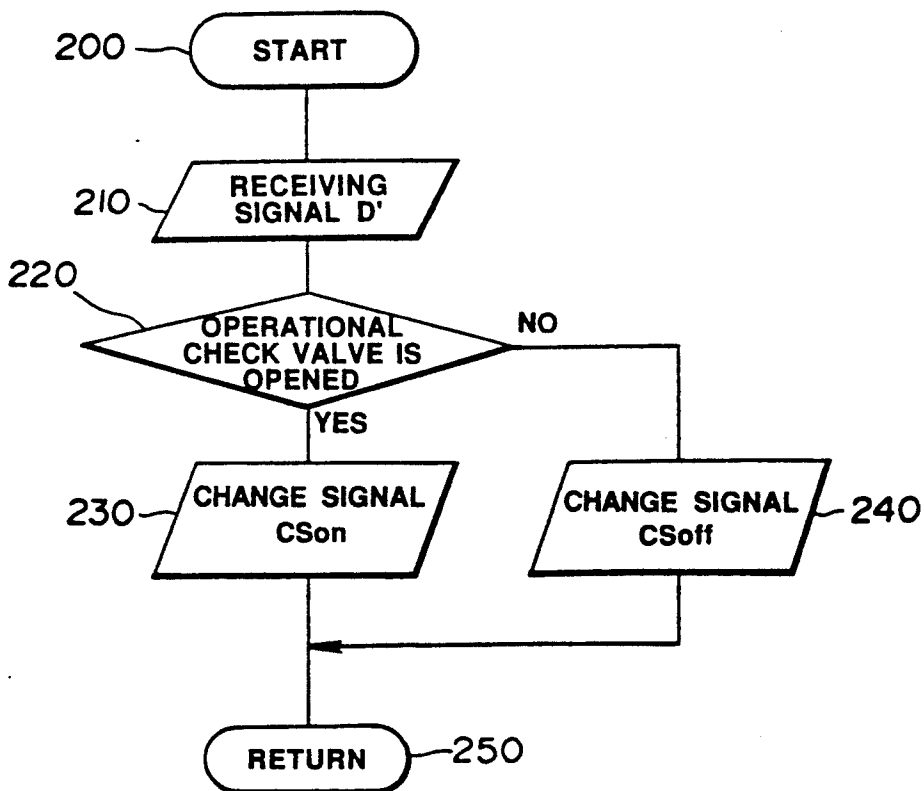 200
START
210
RECEIVING
SIGNAL D'
220
OPERATIONAL
CHECK VALVE IS
OPENED
NO
YES
230
CHANGE SIGNAL
CSon
CHANGE SIGNAL
CSoff
240
RETURN
250